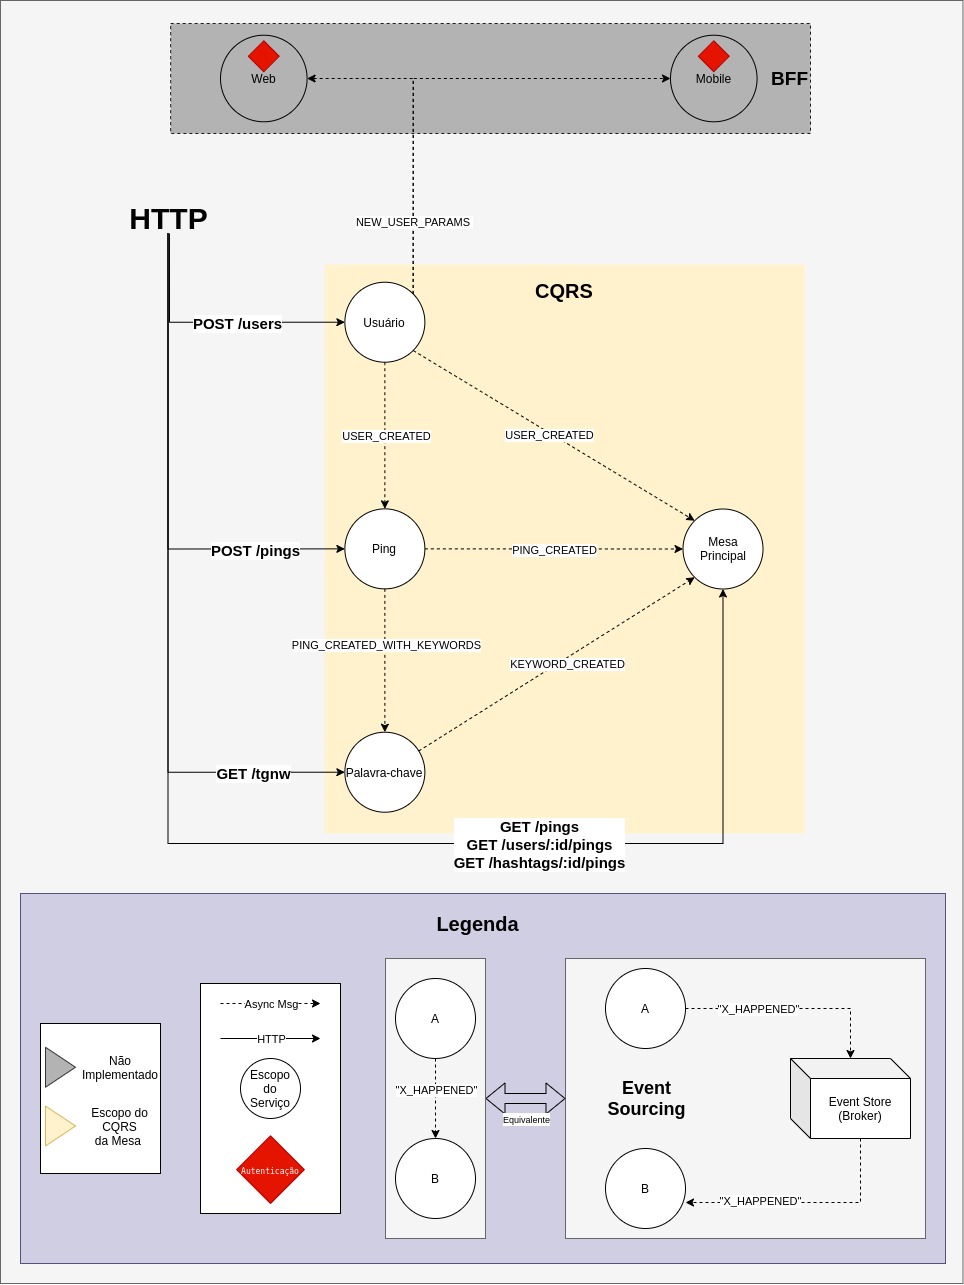 Web
Mobile
BFF
HTTP
NEW_USER_PARAMS
CQRS
POST /users
Usuário
USER_CREATED
USER_CREATED
POST /pings
Ping
PING_CREATED
Mesa
Principal
PING_CREATED_WITH_KEYWORDS
KEYWORD_CREATED
GET /tgnw
Palavra-chave
GET /pings
GET /users/:id/pings
GET /hashtags/:id/pings
Legenda
Não
Implementado
Escopo do
CQRS
da Mesa
Async Msg
HTTP
Escopo
do
Serviço
Autenticação
A
"X_HAPPENED"
B
Equivalente
A
"X_HAPPENED"
Event
Sourcing
Event Store
(Broker)
B
"X_HAPPENED"